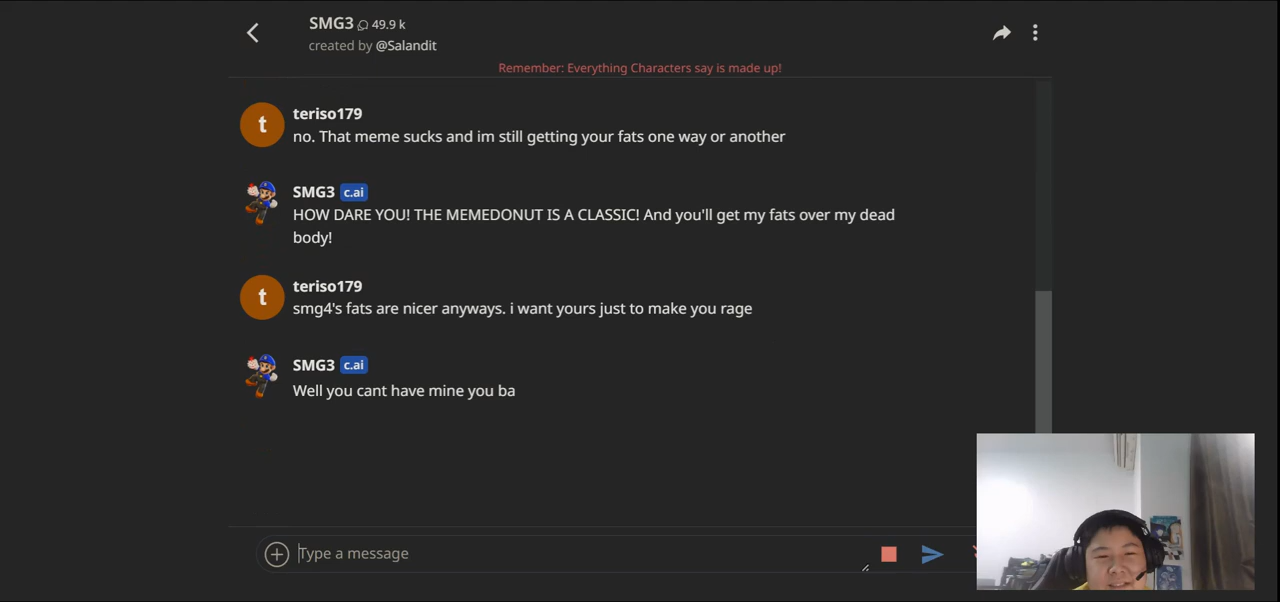 SMG3 49.9 k
created by @Salandit
Remember: Everything Characters say is made up!
t
teriso179
no. That meme sucks and im still getting your fats one way or another
SMG3 c.ai
HOW DARE YOU! THE MEMEDONUT IS A CLASSIC! And you'll get my fats over my dead
body!
t
teriso179
smg4's fats are nicer anyways. i want yours just to make you rage
SMG3 c.ai
Well you cant have mine you ba
Type a message